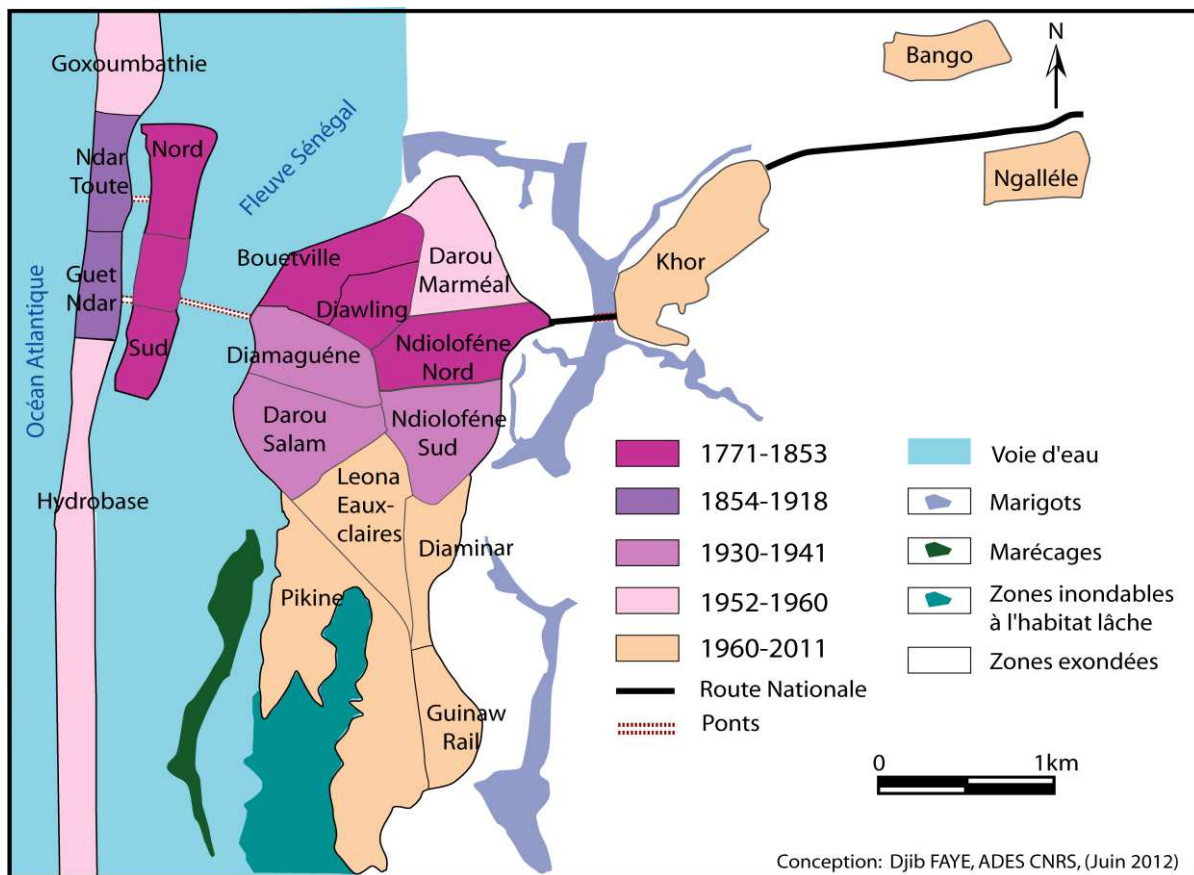 Goxoumbathie
Ndar
Toute
Nord
Fleuve Sénégal
Bango
N
Ngalléle
Océan Atlantique
Guet
Ndar
Sud
Bouetville
Darou
Marméal
Diawling
Khor
Diamaguéne
Ndioloféne
Nord
Darou
Salam
Ndioloféne
Sud
Hydrobase
Leona
Eaux-
claires
Diaminar
Pikine
Guinaw
Rail
1771-1853
1854-1918
1930-1941
1952-1960
1960-2011
Route Nationale
Ponts
Voie d'eau
Marigots
Marécages
Zones inondables
à l'habitat lâche
Zones exondées
0 1km
Conception: Djib FAYE, ADES CNRS, (Juin 2012)